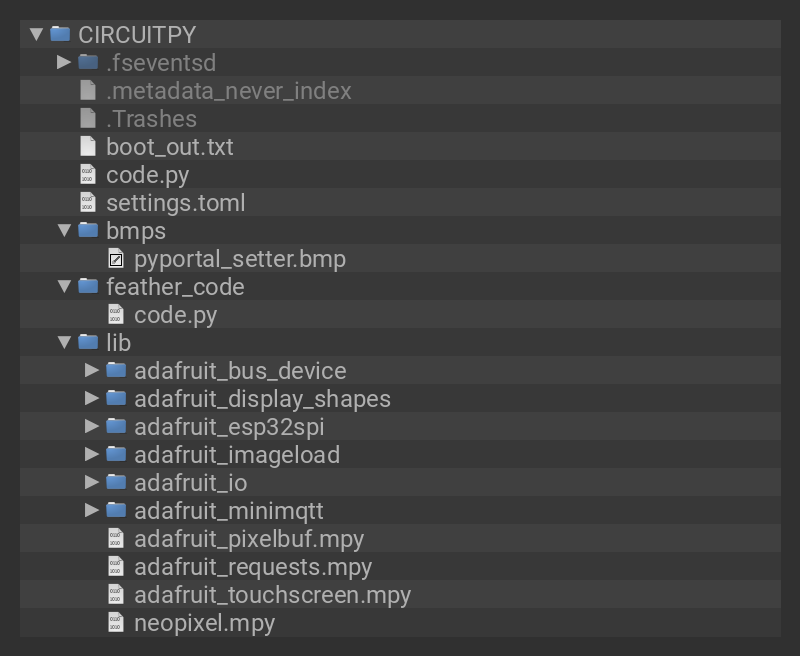 CIRCUITPY
.fseventsd
.metadata_never_index
.Trashes
boot_out.txt
code.py
settings.toml
bmps
pyportal_setter.bmp
feather_code
code.py
lib
adafruit_bus_device
adafruit_display_shapes
adafruit_esp32spi
adafruit_imageload
adafruit_io
adafruit_minimqtt
adafruit_pixelbuf.mpy
adafruit_requests.mpy
adafruit_touchscreen.mpy
neopixel.mpy